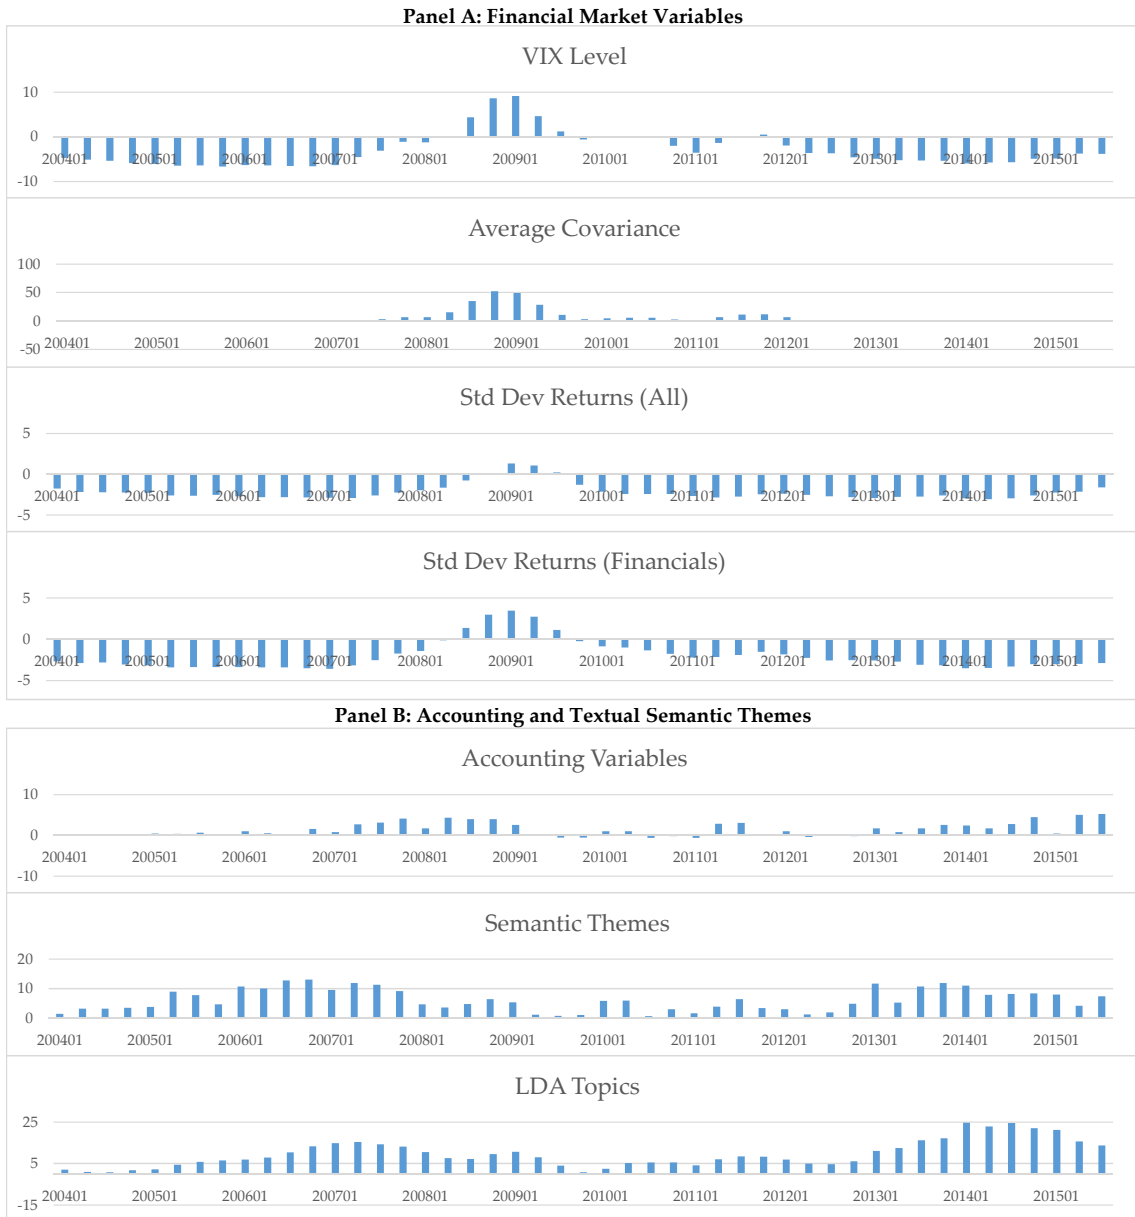 Panel A: Financial Market Variables
VIX Level
10
0
-10
200401 200501 200601 200701 200801 200901 201001 201101 201201 201301 201401 201501
Average Covariance
100
50
0
-50
200401 200501 200601 200701 200801 200901 201001 201101 201201 201301 201401 201501
Std Dev Returns (All)
5
0
-5
200401 200501 200601 200701 200801 200901 201001 201101 201201 201301 201401 201501
Std Dev Returns (Financials)
5
0
-5
200401 200501 200601 200701 200801 200901 201001 201101 201201 201301 201401 201501
Panel B: Accounting and Textual Semantic Themes
Accounting Variables
10
0
-10
200401 200501 200601 200701 200801 200901 201001 201101 201201 201301 201401 201501
Semantic Themes
20
10
0
200401 200501 200601 200701 200801 200901 201001 201101 201201 201301 201401 201501
LDA Topics
25
5
-15
200401 200501 200601 200701 200801 200901 201001 201101 201201 201301 201401 201501